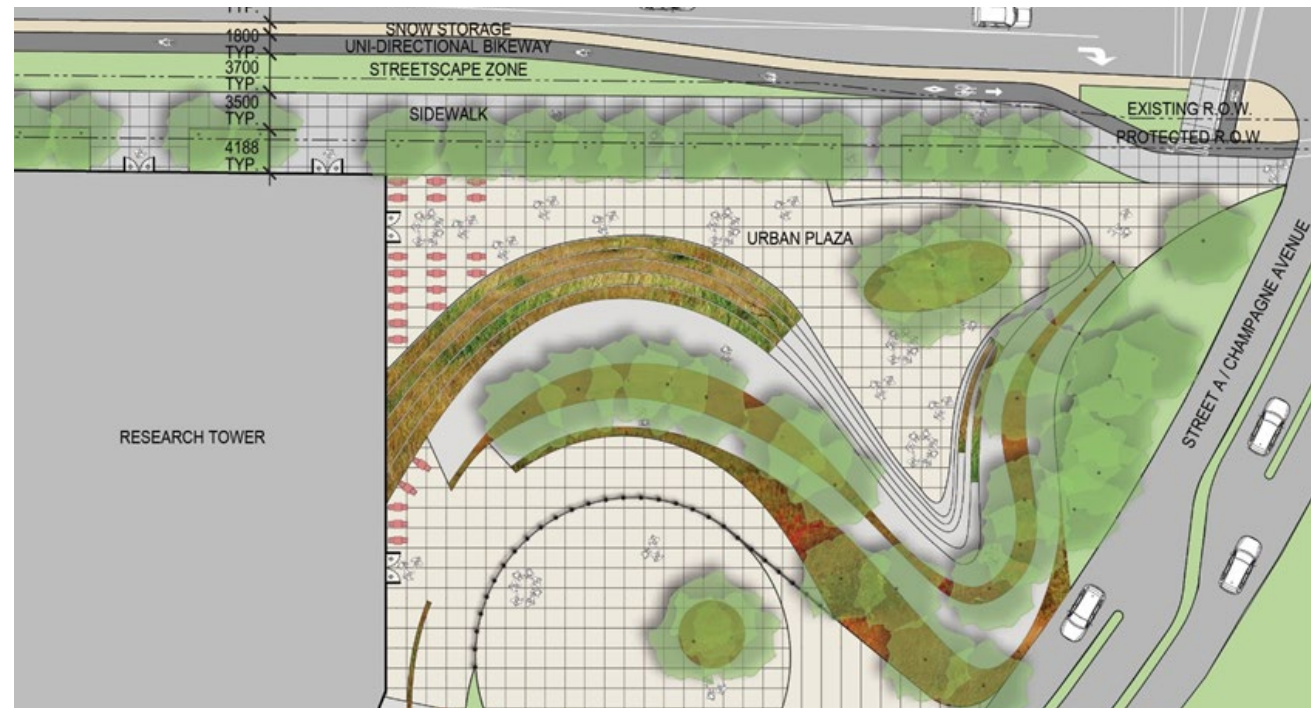 TYP.
SNOW STORAGE
1800
TYP.
UNI-DIRECTIONAL BIKEWAY
3700
TYP.
STREETSCAPE ZONE
3500
TYP.
SIDEWALK
4188
TYP.
EXISTING R.O.W.
PROTECTED R.O.W
URBAN PLAZA
STREET A / CHAMPAGNE AVENUE
RESEARCH TOWER